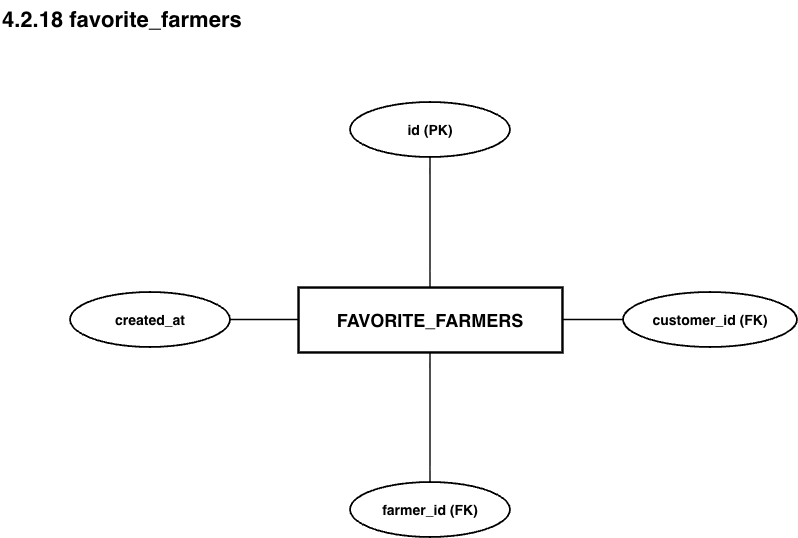 4.2.18 favorite_farmers
id (PK)
created_at
FAVORITE_FARMERS
customer_id (FK)
farmer_id (FK)